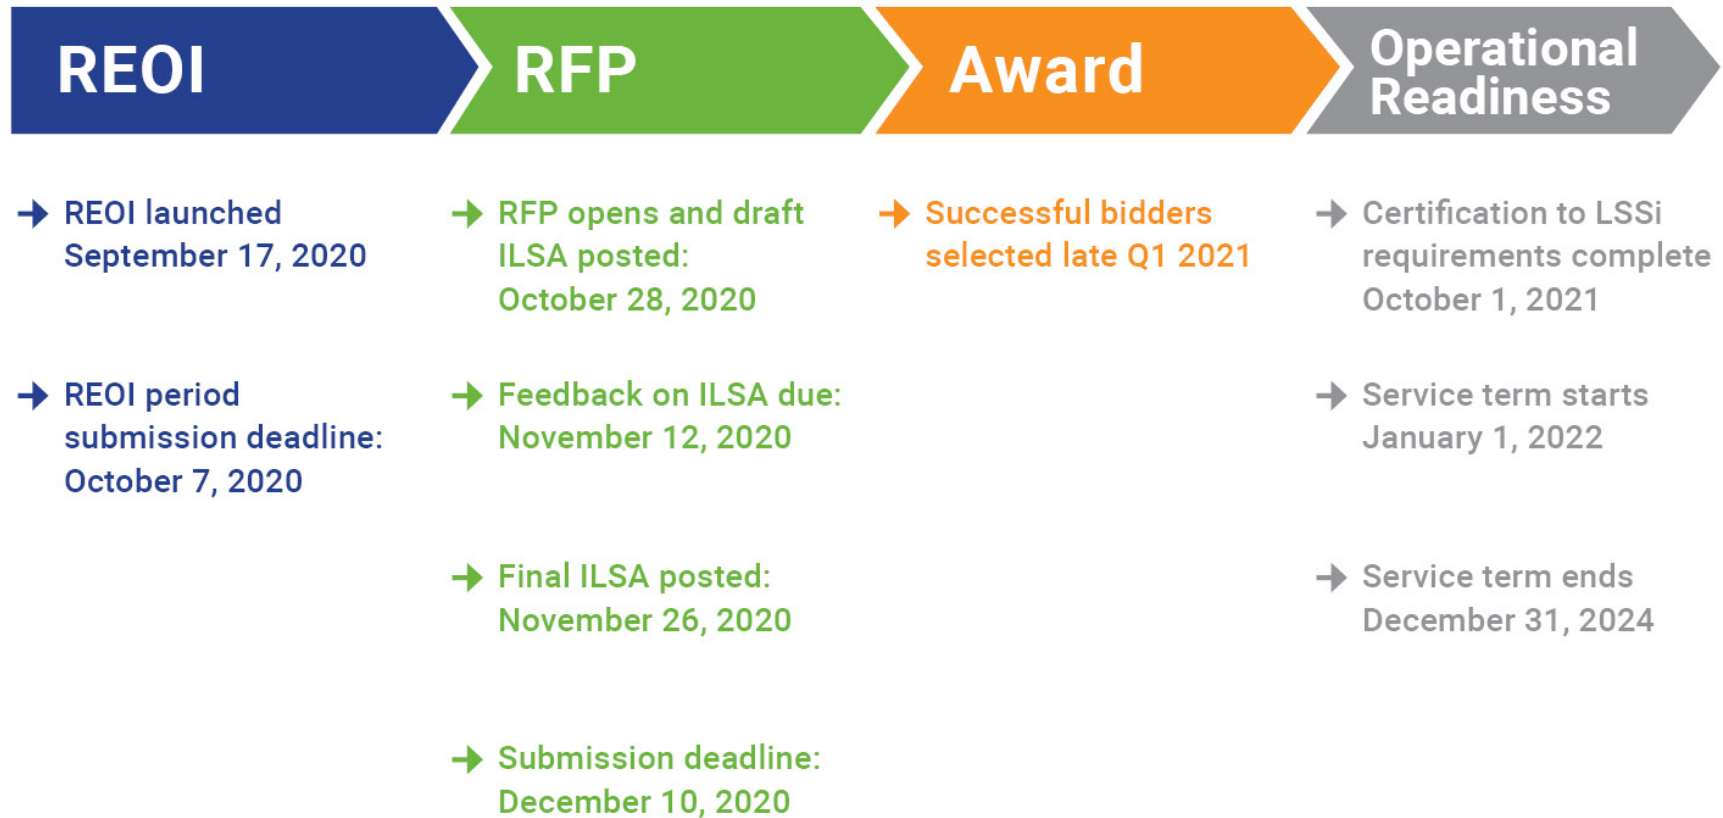 REOI
RFP
Award
Operational
Readiness
REOI launched
September 17, 2020
REOI period
submission deadline:
October 7, 2020
RFP opens and draft
ILSA posted:
October 28, 2020
Feedback on ILSA due:
November 12, 2020
Final ILSA posted:
November 26, 2020
Submission deadline:
December 10, 2020
Successful bidders
selected late Q1 2021
Certification to LSSi
requirements complete
October 1, 2021
Service term starts
January 1, 2022
Service term ends
December 31, 2024